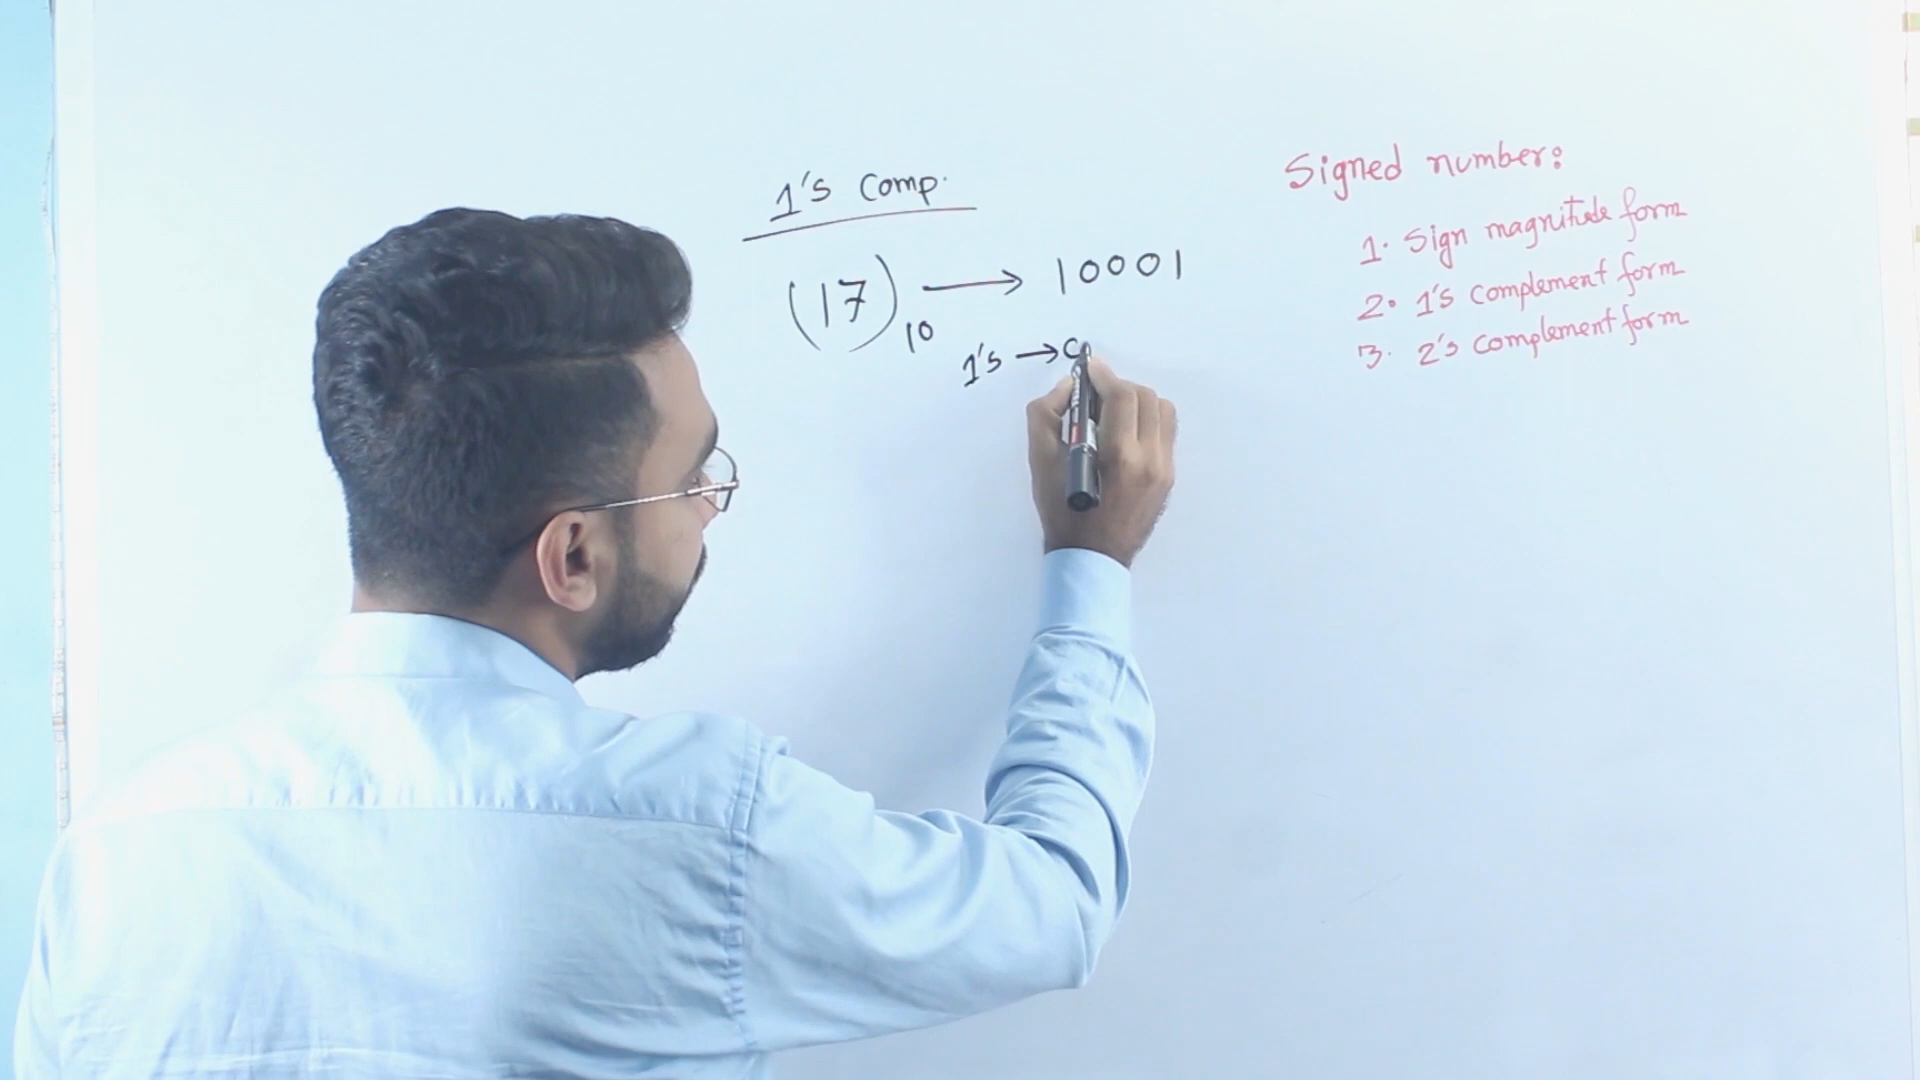 1's Comp.
(17)10 → 10001
1's →
Signed number:
1. Sign magnitude form
2. 1's complement form
3. 2's complement form